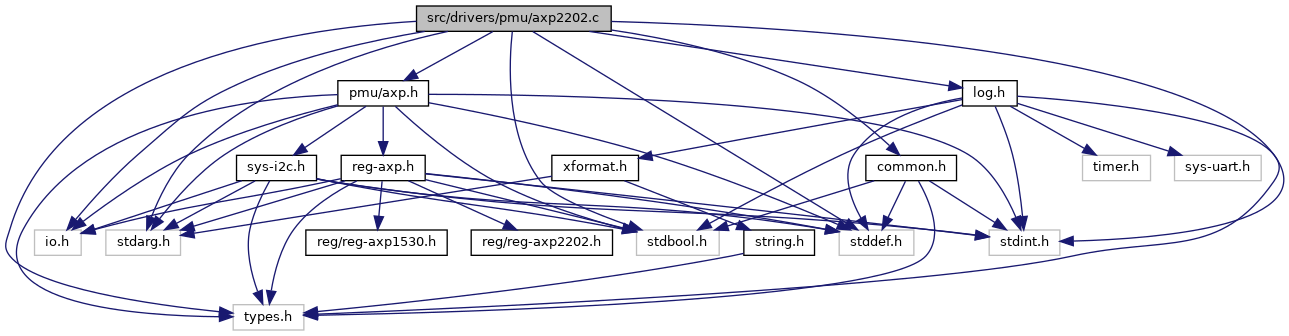 src/drivers/pmu/axp2202.c
pmu/axp.h
log.h
sys-i2c.h
reg-axp.h
xformat.h
common.h
timer.h
sys-uart.h
io.h
stdarg.h
reg/reg-axp1530.h
reg/reg-axp2202.h
stdbool.h
string.h
stddef.h
stdint.h
types.h